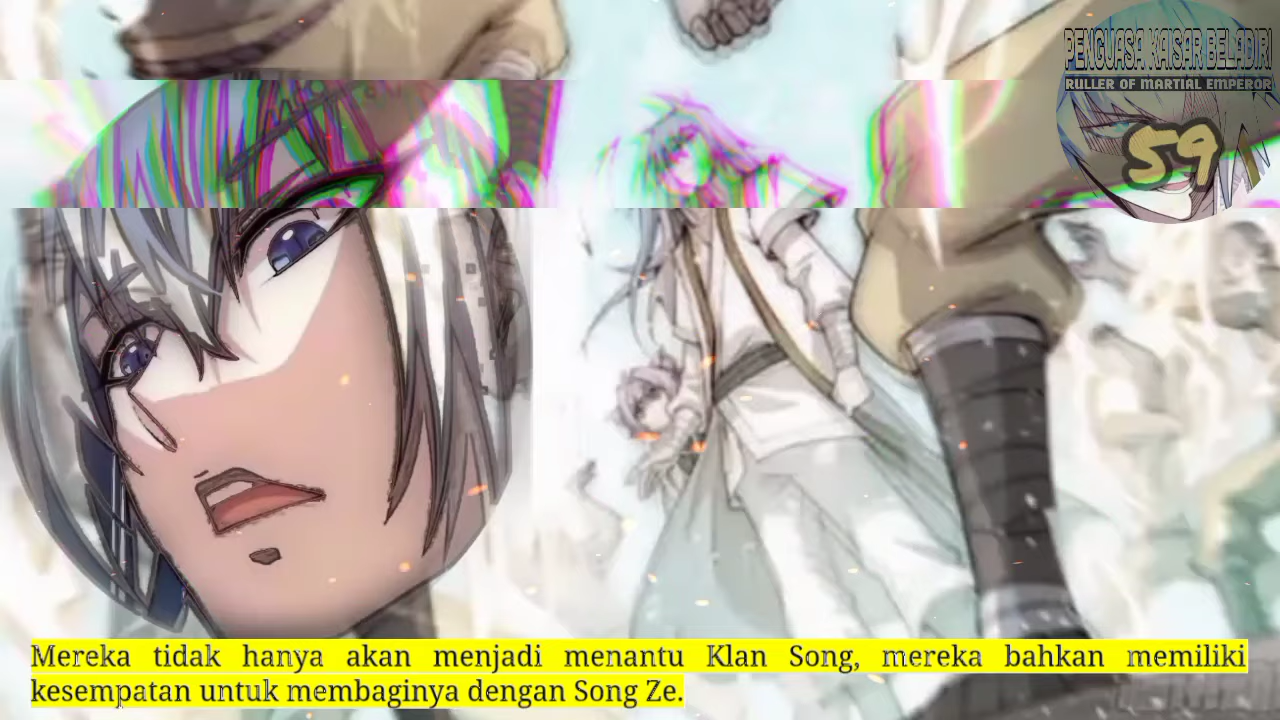 PENGUASA KAISAR BELADIRI
RULLER OF MARTIAL EMPEROR
59
Mereka tidak hanya akan menjadi menantu Klan Song, mereka bahkan memiliki
kesempatan untuk membaginya dengan Song Ze.